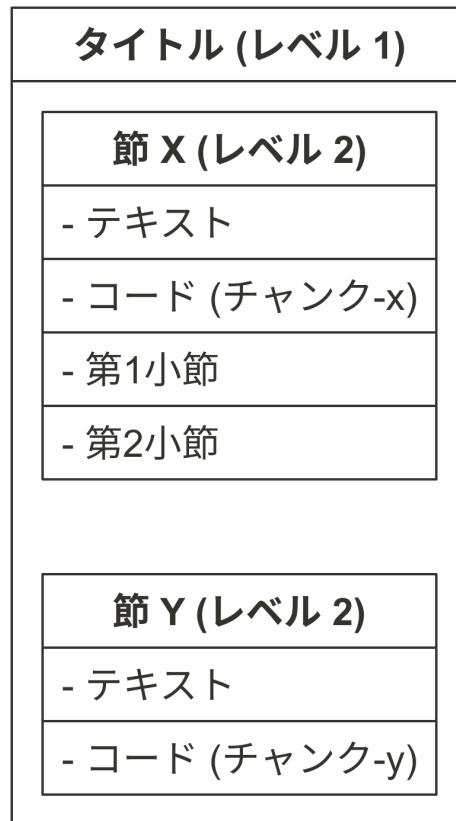 タイトル (レベル 1)
節 X (レベル 2)
- テキスト
- コード (チャンク-x)
- 第1小節
- 第2小節
節 Y (レベル 2)
- テキスト
- コード (チャンク-y)